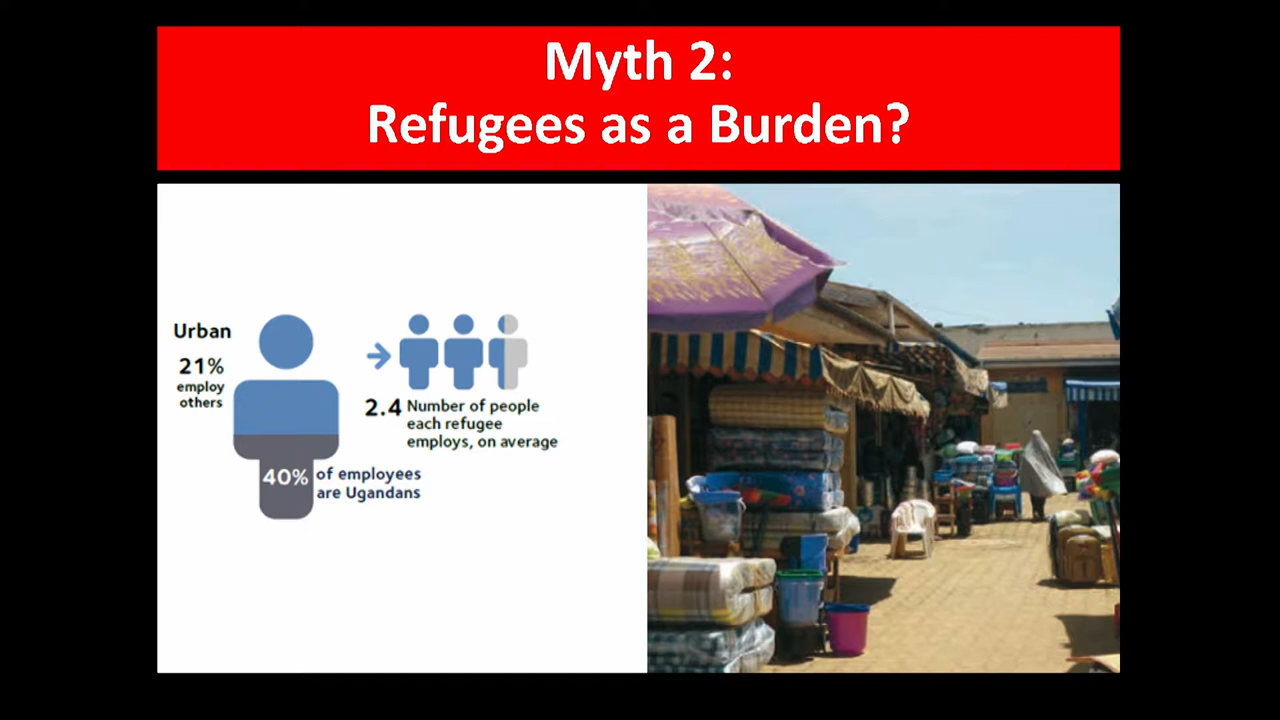 Myth 2:
Refugees as a Burden?
Urban
21%
employ
others
2.4 Number of people
each refugee
employs, on average
40% of employees
are Ugandans